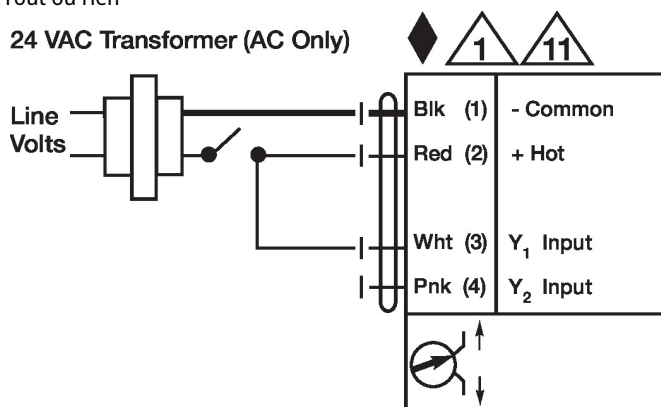 Tout ou rien
24 VAC Transformer (AC Only)
1
11
Line
Volts
Blk (1) - Common
Red (2) + Hot
Wht (3) Y₁ Input
Pnk (4) Y₂ Input